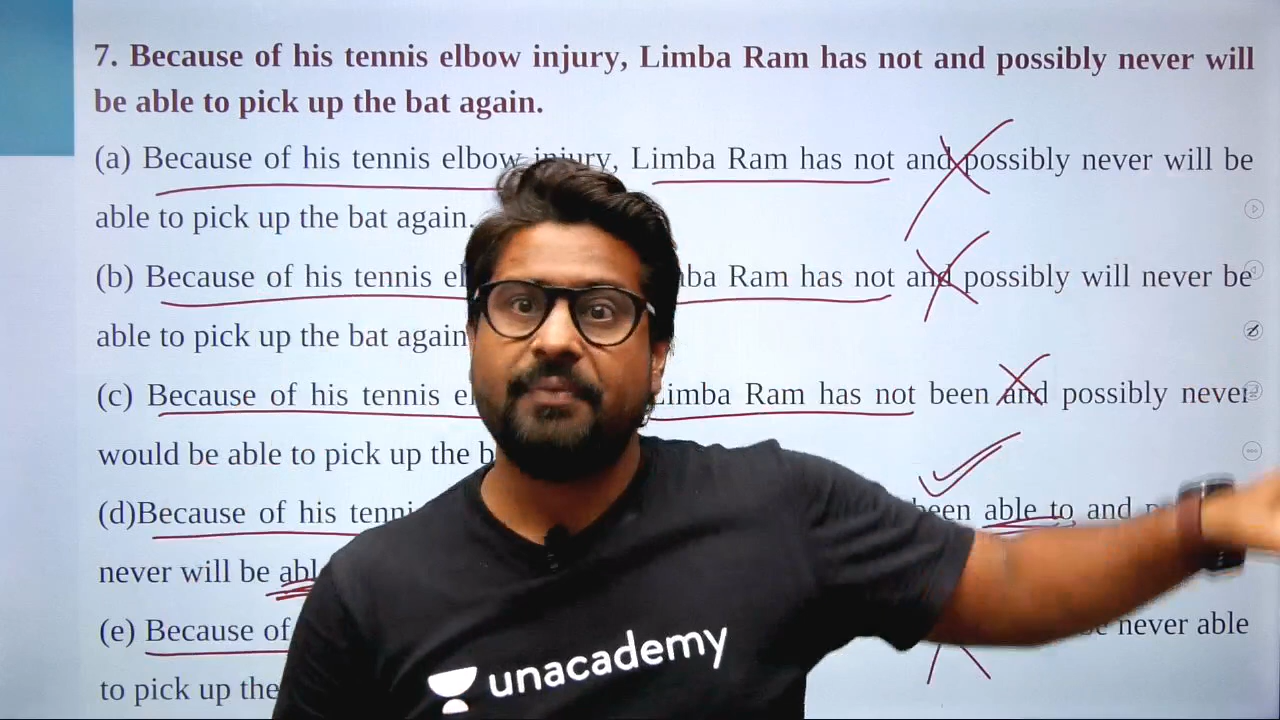 7. Because of his tennis elbow injury, Limba Ram has not and possibly never will
be able to pick up the bat again.
(a) Because of his tennis elbow injury, Limba Ram has not and possibly never will be
able to pick up the bat again.
(b) Because of his tennis Ram has not and possibly will never be
able to pick up the bat again
(c) Because of his tennis Limba Ram has not been and possibly never
would be able to pick up the
(d)Because of his able to and
never will be
(e) Because of never able
to pick up the
unacademy